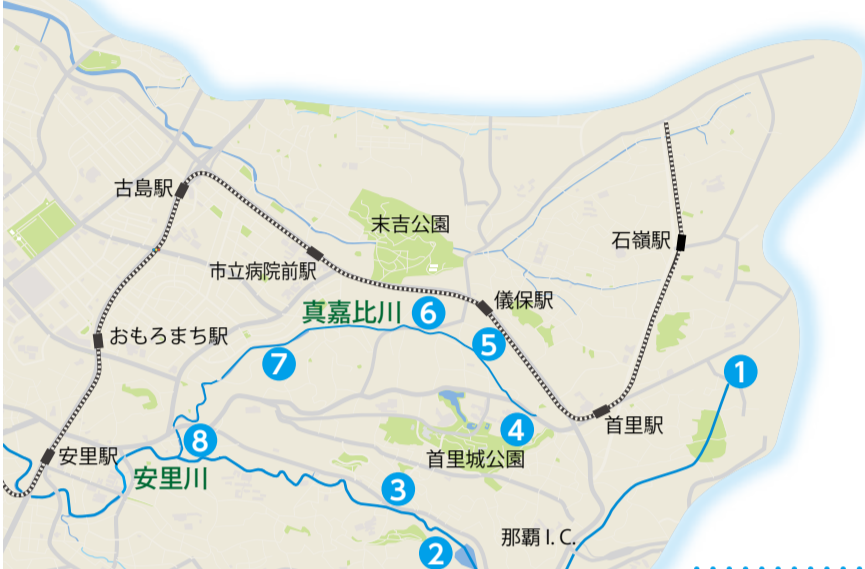 古島駅
末吉公園
石嶺駅
市立病院前駅
儀保駅
真嘉比川
6
おもろまち駅
5
7
1
首里駅
4
8
安里駅
首里城公園
安里川
3
那覇I.C.
2